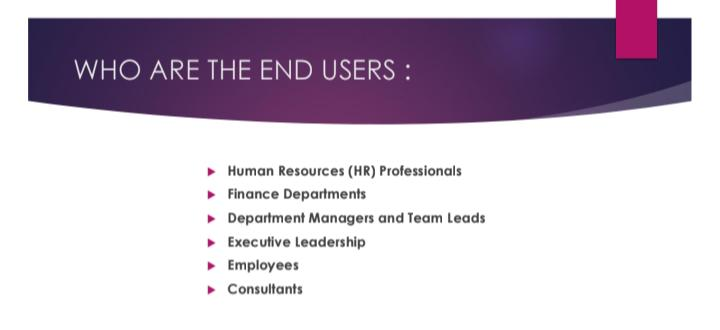 WHO ARE THE END USERS :
Human Resources (HR) Professionals
Finance Departments
Department Managers and Team Leads
Executive Leadership
Employees
Consultants